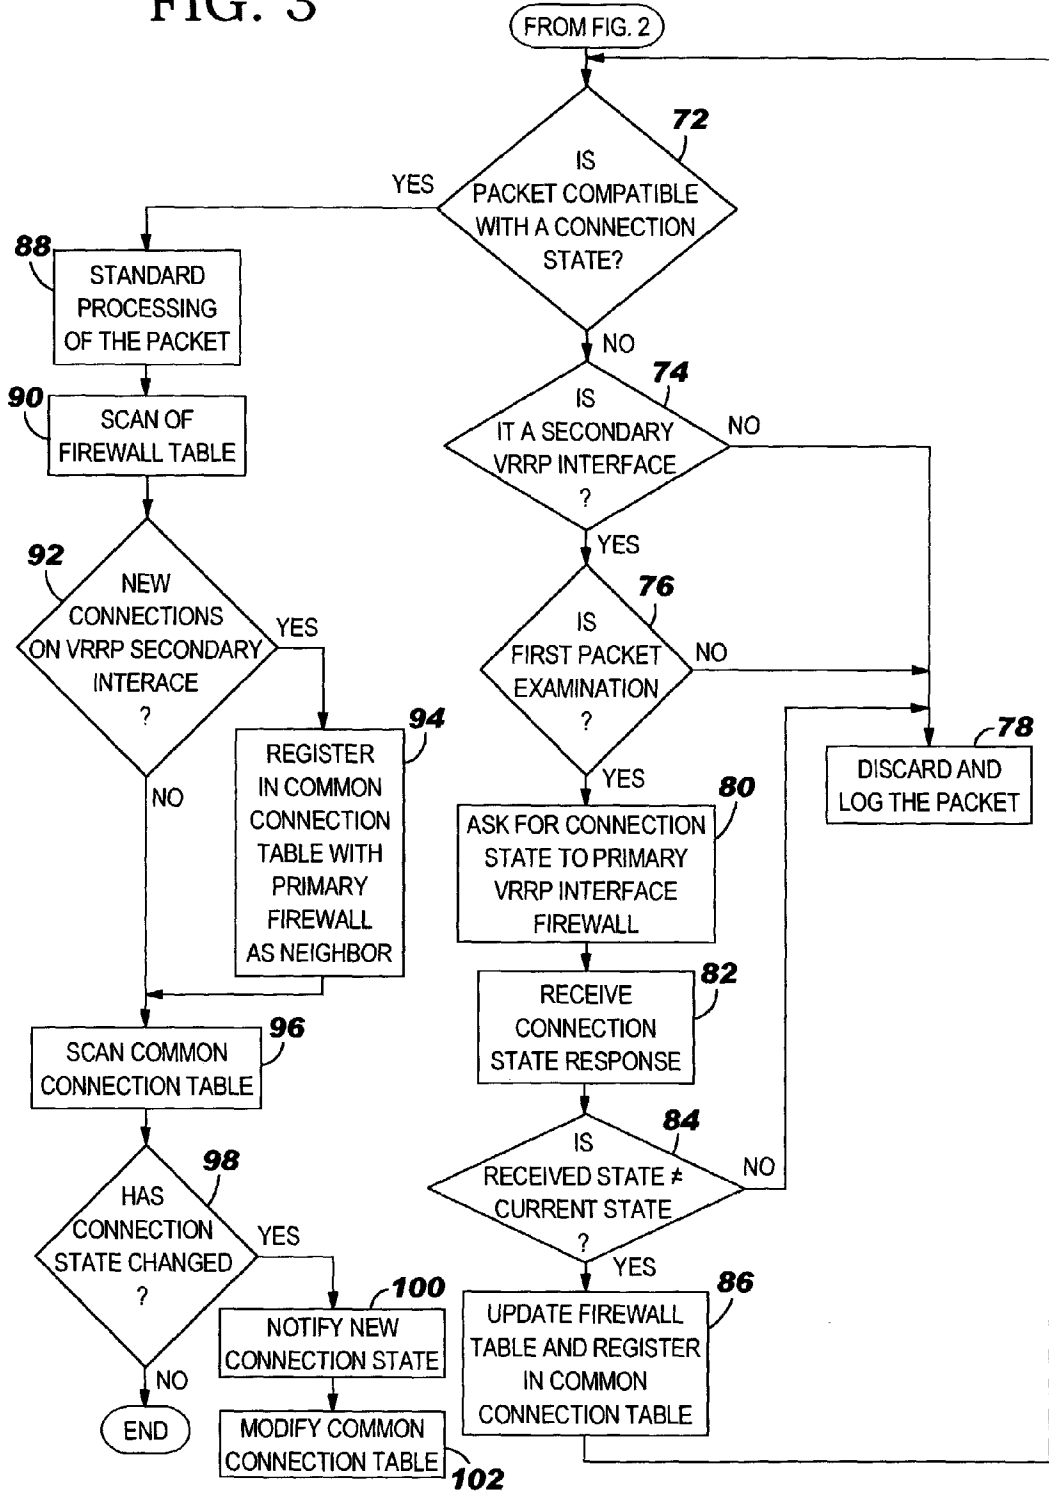 FIG. 3
FROM FIG. 2
72
IS
PACKET COMPATIBLE
WITH A CONNECTION
STATE?
YES
NO
88
STANDARD
PROCESSING
OF THE PACKET
90
SCAN OF
FIREWALL TABLE
92
NEW
CONNECTIONS
ON VRRP SECONDARY
INTERACE
?
YES
NO
94
REGISTER
IN COMMON
CONNECTION
TABLE WITH
PRIMARY
FIREWALL
AS NEIGHBOR
96
SCAN COMMON
CONNECTION TABLE
98
HAS
CONNECTION
STATE CHANGED
?
YES
NO
END
100
NOTIFY NEW
CONNECTION STATE
MODIFY COMMON
CONNECTION TABLE
102
74
IS
IT A SECONDARY
VRRP INTERFACE
?
NO
YES
76
IS
FIRST PACKET
EXAMINATION
?
NO
YES
78
DISCARD AND
LOG THE PACKET
80
ASK FOR CONNECTION
STATE TO PRIMARY
VRRP INTERFACE
FIREWALL
82
RECEIVE
CONNECTION
STATE RESPONSE
84
IS
RECEIVED STATE ≠
CURRENT STATE
?
NO
YES
86
UPDATE FIREWALL
TABLE AND REGISTER
IN COMMON
CONNECTION TABLE